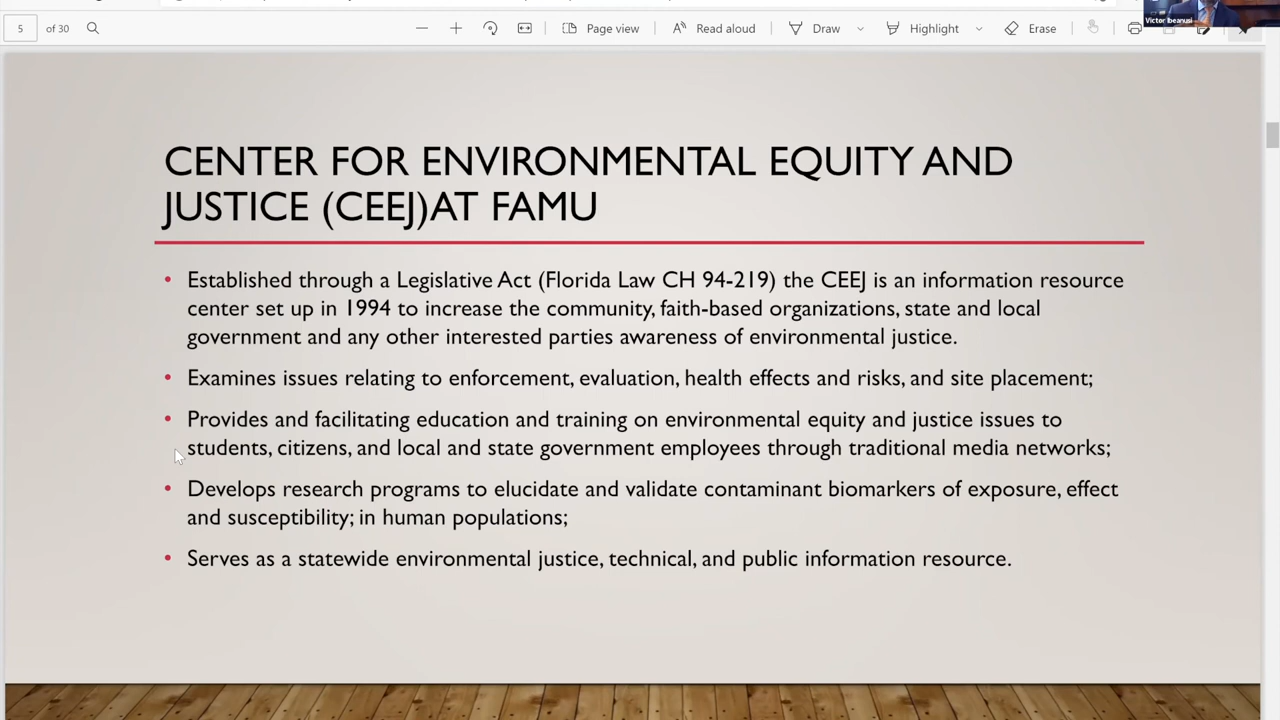 5 of 30
Page view
Read aloud
Draw
Highlight
Erase
Victor Ibeanusi
CENTER FOR ENVIRONMENTAL EQUITY AND
JUSTICE (CEEJ)AT FAMU
• Established through a Legislative Act (Florida Law CH 94-219) the CEEJ is an information resource
center set up in 1994 to increase the community, faith-based organizations, state and local
government and any other interested parties awareness of environmental justice.
• Examines issues relating to enforcement, evaluation, health effects and risks, and site placement;
• Provides and facilitating education and training on environmental equity and justice issues to
students, citizens, and local and state government employees through traditional media networks;
• Develops research programs to elucidate and validate contaminant biomarkers of exposure, effect
and susceptibility; in human populations;
• Serves as a statewide environmental justice, technical, and public information resource.